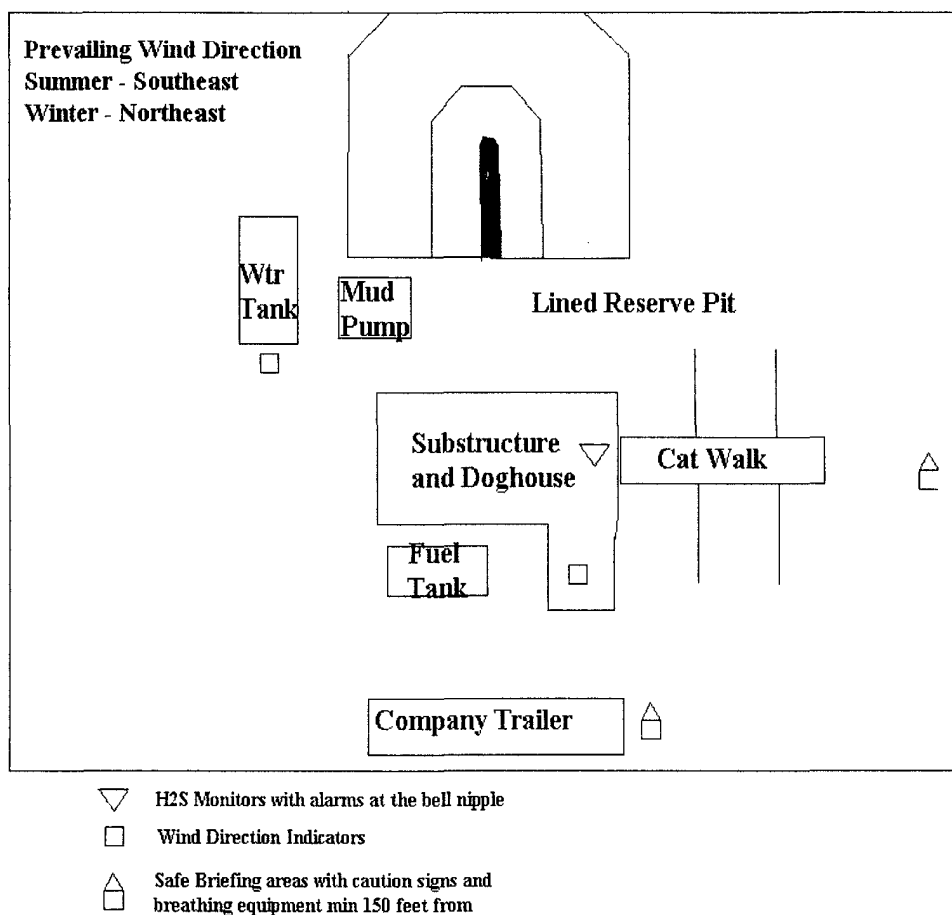 Prevailing Wind Direction
Summer - Southeast
Winter - Northeast
Wtr
Tank
Mud
Pump
Lined Reserve Pit
Substructure
and Doghouse
Cat Walk
Fuel
Tank
Company Trailer
H2S Monitors with alarms at the bell nipple
Wind Direction Indicators
Safe Briefing areas with caution signs and
breathing equipment min 150 feet from